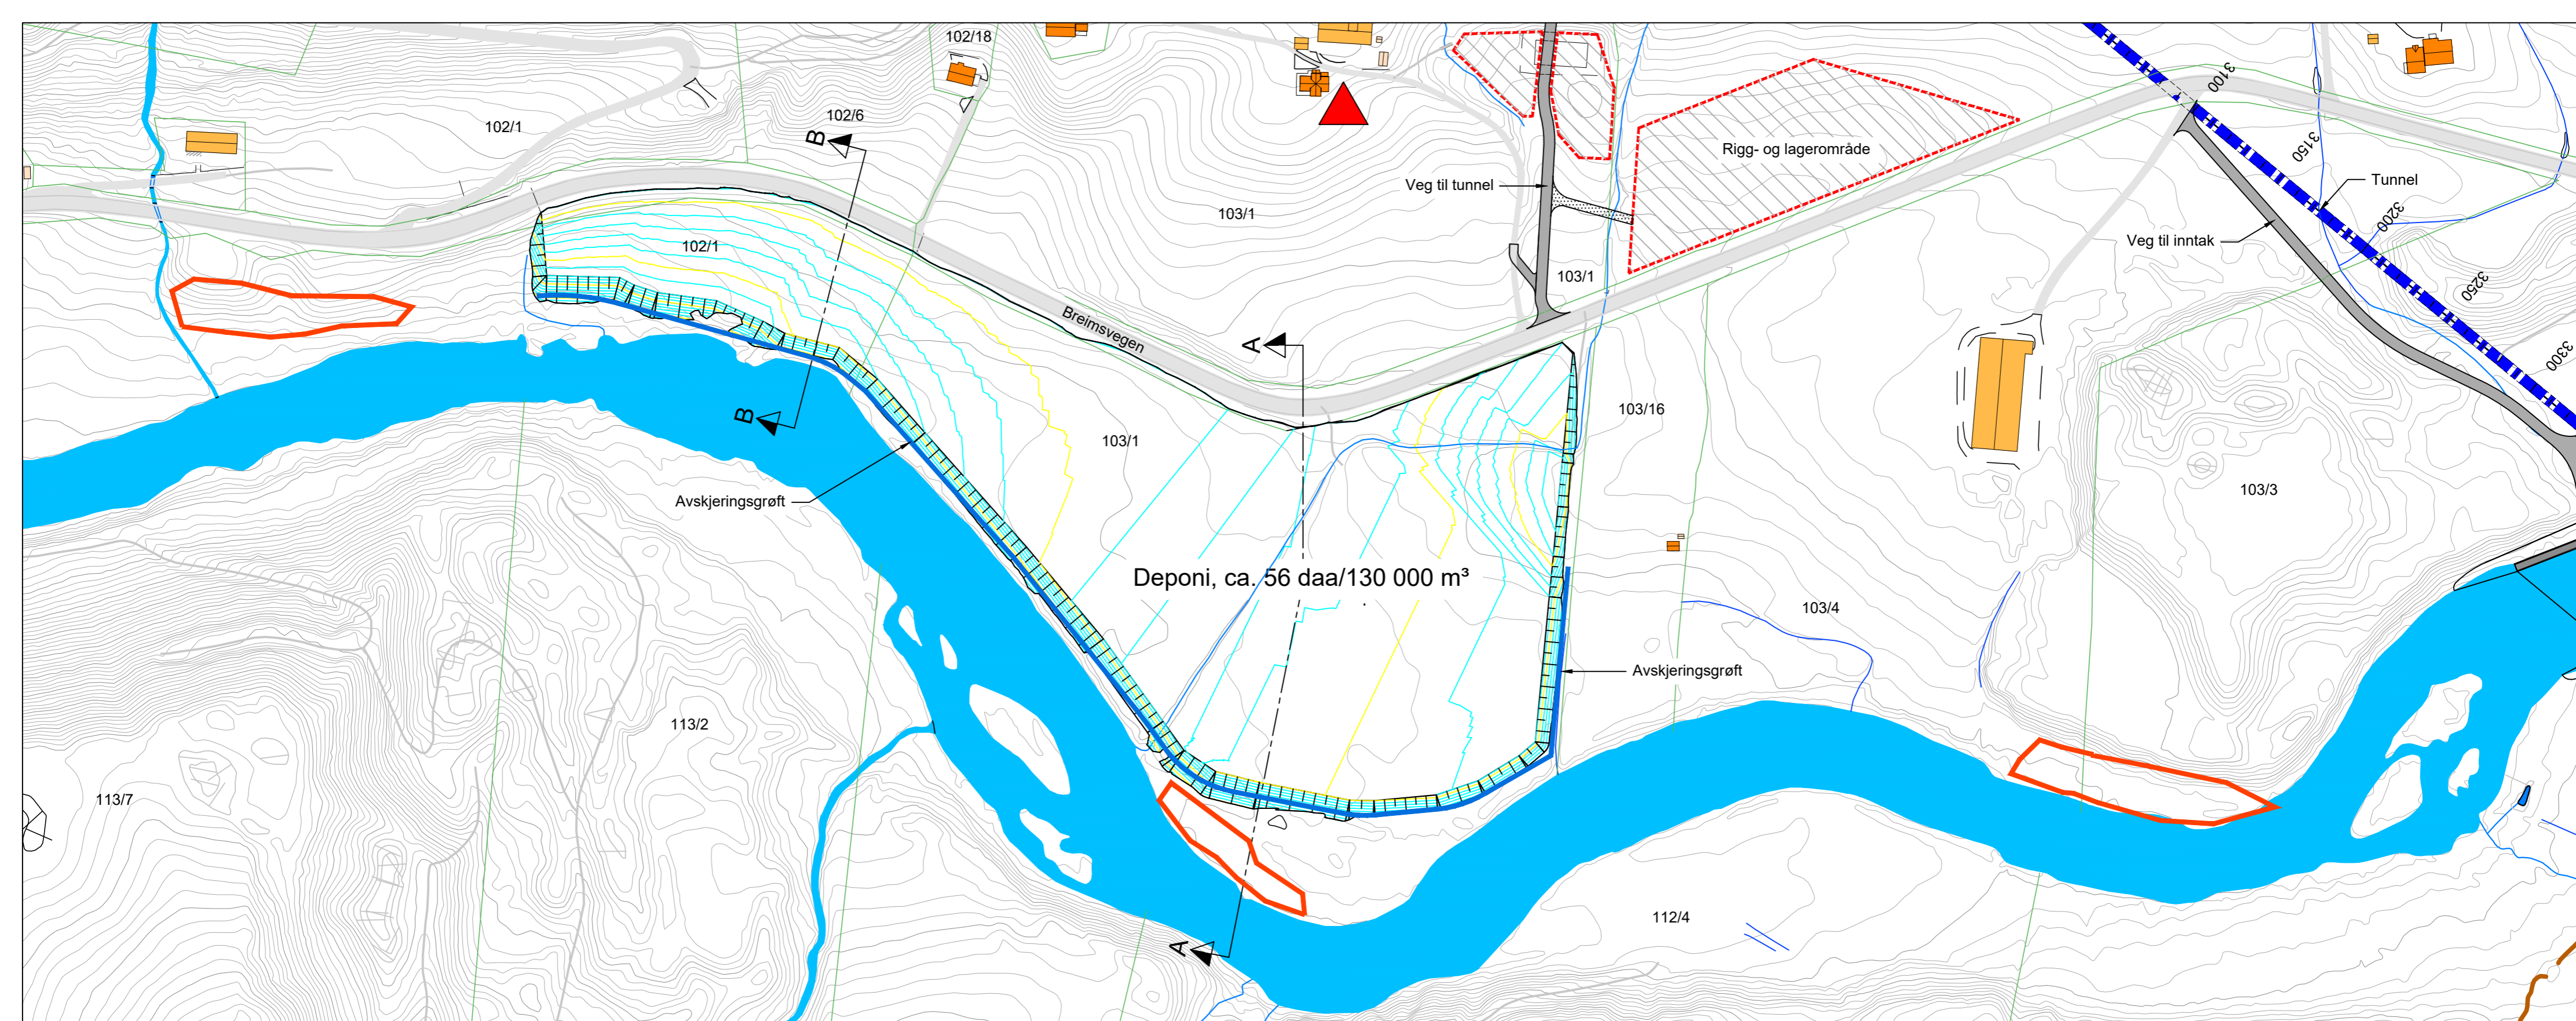 102/18
102/1
102/6
B
3100
3150
3200
3250
3300
Rigg- og lagerområde
Veg til tunnel
Tunnel
Veg til inntak
103/1
102/1
103/1
Breimsvegen
A
B
103/1
103/16
Avskjeringsgrøft
103/3
Deponi, ca. 56 daa/130 000 m³
103/4
Avskjeringsgrøft
113/2
113/7
112/4
A